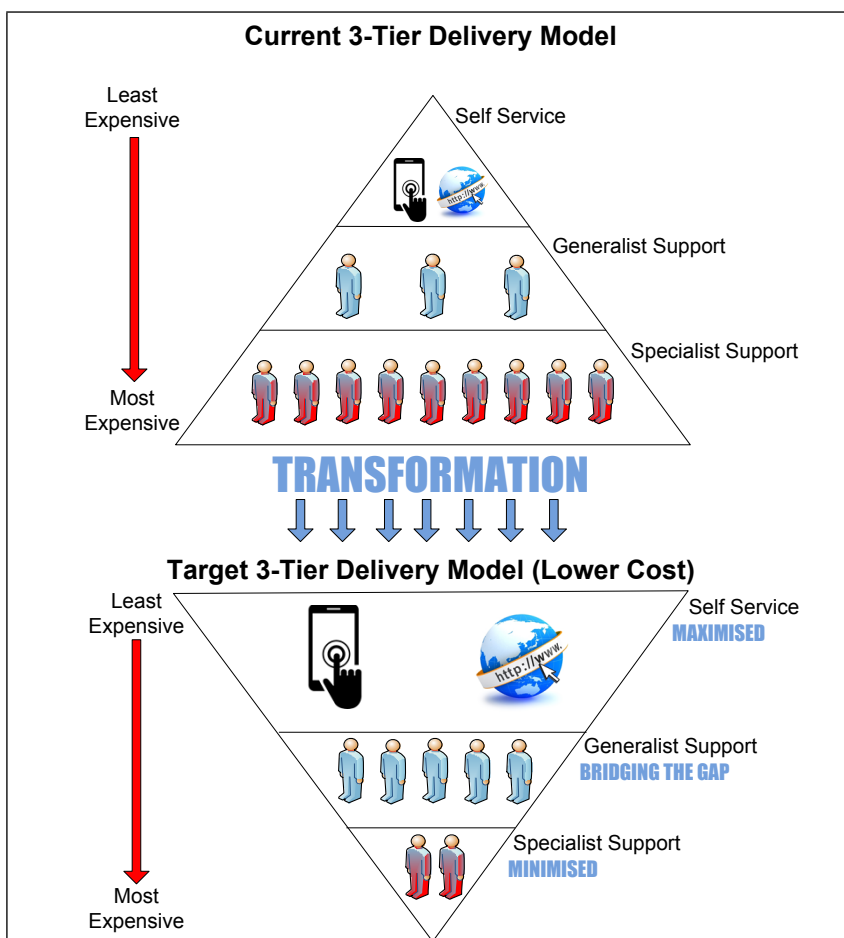 Current 3-Tier Delivery Model
Least
Expensive
Self Service
http://www.
Generalist Support
Specialist Support
Most
Expensive
TRANSFORMATION
Target 3-Tier Delivery Model (Lower Cost)
Least
Expensive
Self Service
MAXIMISED
http://www.
Generalist Support
BRIDGING THE GAP
Specialist Support
MINIMISED
Most
Expensive